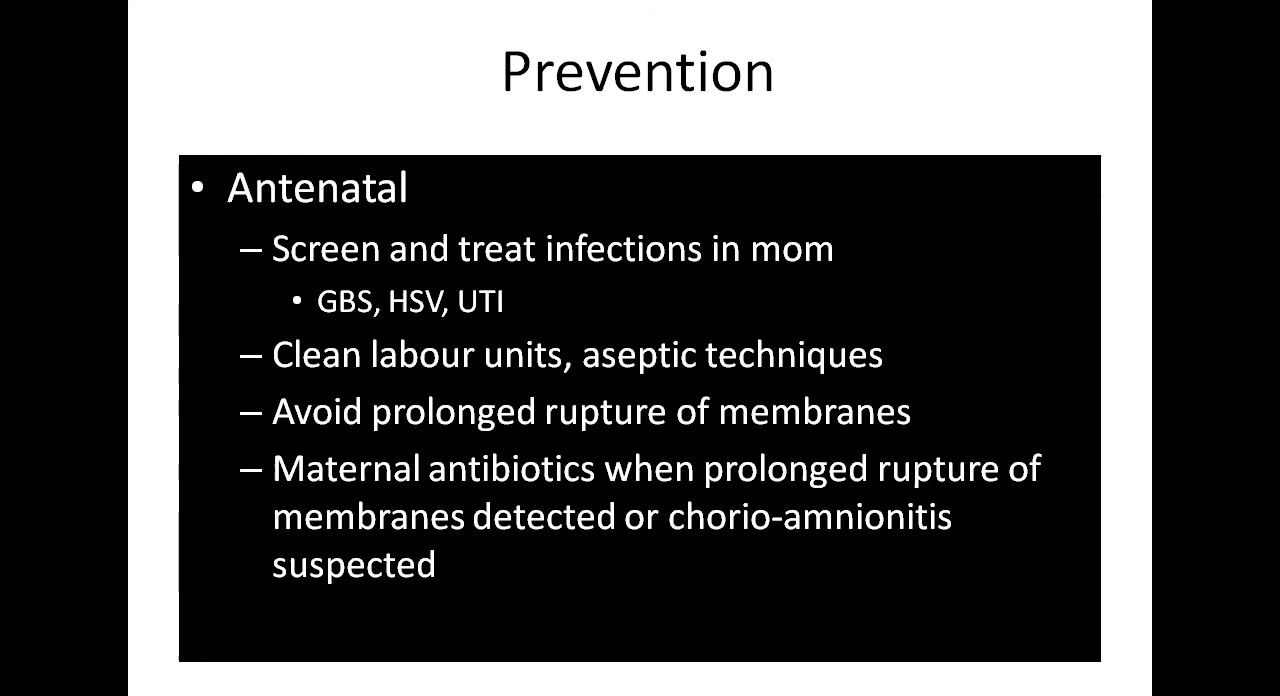 Prevention
• Antenatal
– Screen and treat infections in mom
• GBS, HSV, UTI
– Clean labour units, aseptic techniques
– Avoid prolonged rupture of membranes
– Maternal antibiotics when prolonged rupture of
membranes detected or chorio-amnionitis
suspected